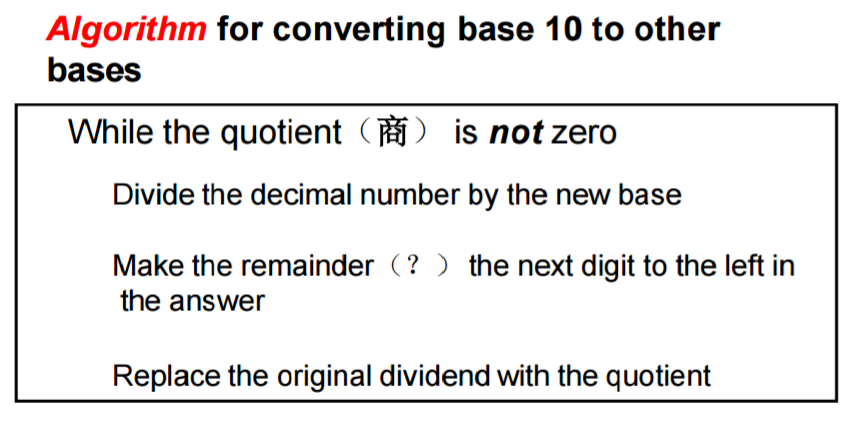 Algorithm for converting base 10 to other
bases
While the quotient（商） is not zero
Divide the decimal number by the new base
Make the remainder（？） the next digit to the left in
the answer
Replace the original dividend with the quotient